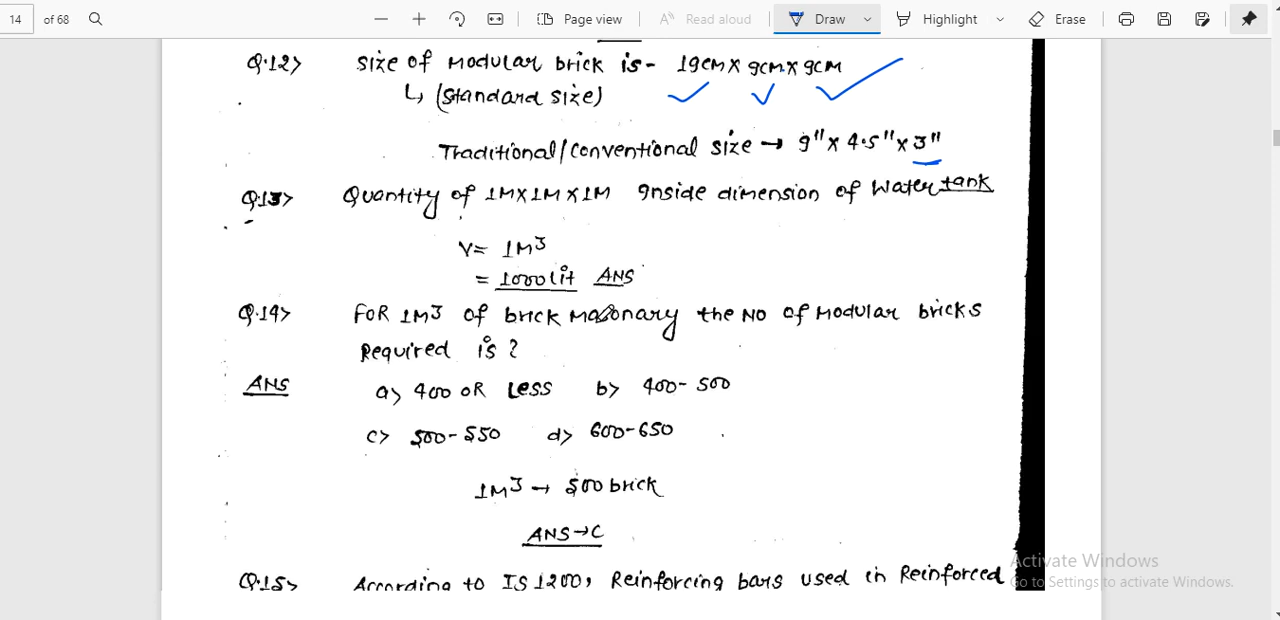 14 of 68 Page view Read aloud Draw Highlight Erase
Q.12> Size of Modular brick is- 19cm x 9cm x 9cm
↳ (Standard size)
Traditional/conventional size → 9" x 4.5" x 3"
Q.13> Quantity of 1M x 1M x 1M Inside dimension of water tank
V= 1M³
= 1000 lit ANS
Q.14> FOR 1M3 of brick masonary the NO of Modular bricks
Required is?
ANS a> 400 OR Less b> 400-500
c> 500-550 d> 600-650
1M³ → 500 brick
ANS→C
Q.15> According to IS 1200, Reinforcing bars used in Reinforced
Activate Windows
Go to Settings to activate Windows.